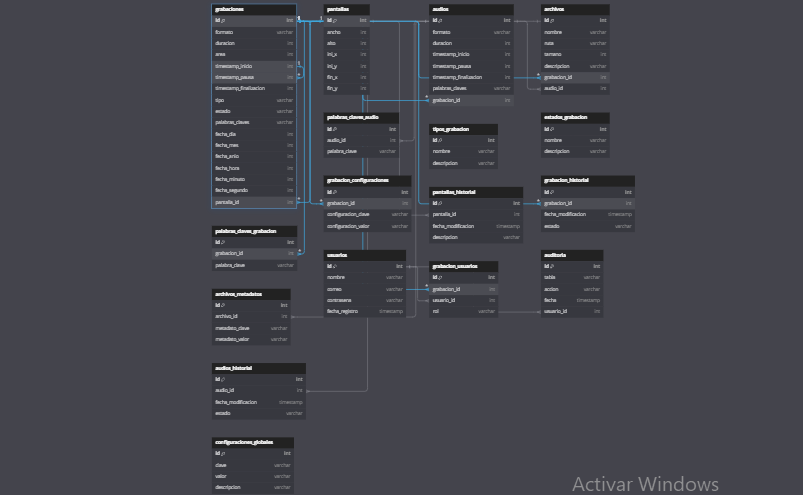 grabaciones
id int
formato varchar
duracion int
area int
timestamp_inicio int
timestamp_pausa int
timestamp_finalizacion int
tipo varchar
estado varchar
palabras_claves varchar
fecha_dia int
fecha_mes int
fecha_anio int
fecha_hora int
fecha_minuto int
fecha_segundo int
pantalla_id int
palabras_claves_grabacion
id int
grabacion_id int
palabra_clave varchar
archivos_metadatos
id int
archivo_id int
metadato_clave varchar
metadato_valor varchar
audios_historial
id int
audio_id int
fecha_modificacion timestamp
estado varchar
configuraciones_globales
id int
clave varchar
valor varchar
descripcion varchar
pantallas
id int
ancho int
alto int
ini_x int
ini_y int
fin_x int
fin_y int
palabras_claves_audio
id int
audio_id int
palabra_clave varchar
grabacion_configuraciones
id int
grabacion_id int
configuracion_clave varchar
configuracion_valor varchar
usuarios
id int
nombre varchar
correo varchar
contrasena varchar
fecha_registro timestamp
audios
id int
formato varchar
duracion int
timestamp_inicio int
timestamp_pausa int
timestamp_finalizacion int
palabras_claves varchar
grabacion_id int
tipos_grabacion
id int
nombre varchar
descripcion varchar
pantallas_historial
id int
pantalla_id int
fecha_modificacion timestamp
descripcion varchar
grabacion_usuarios
id int
grabacion_id int
usuario_id int
rol varchar
archivos
id int
nombre varchar
ruta varchar
tamano int
descripcion varchar
grabacion_id int
audio_id int
estados_grabacion
id int
nombre varchar
descripcion varchar
grabacion_historial
id int
grabacion_id int
fecha_modificacion timestamp
estado varchar
auditoria
id int
tabla varchar
accion varchar
fecha timestamp
usuario_id int
Activar Windows